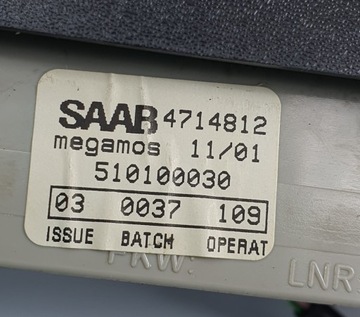 SAAB 4714812
megamos 11/01
510100030
03 0037 109
ISSUE BATCH OPERAT
PKW:
LNR